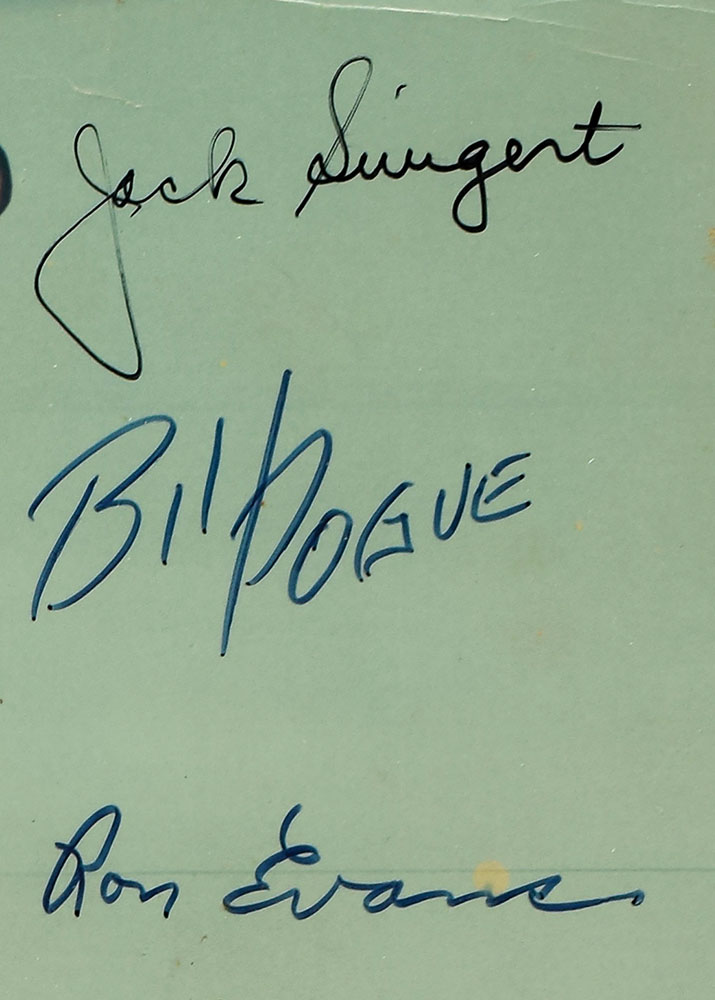 Jack Swigert
Bill Pogue
Ron Evans